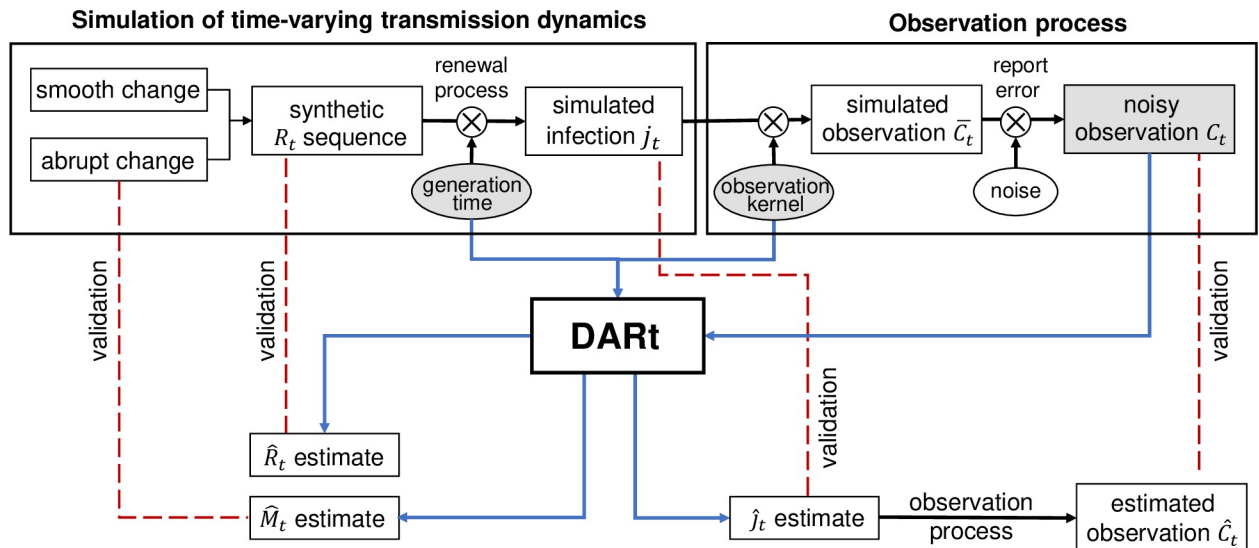 Simulation of time-varying transmission dynamics
Observation process
smooth change
abrupt change
synthetic
R_t sequence
renewal
process
generation
time
simulated
infection j_t
observation
kernel
simulated
observation C̅_t
report
error
noise
noisy
observation C_t
validation
validation
validation
validation
DARt
R̂_t estimate
M̂_t estimate
ĵ_t estimate
observation
process
estimated
observation Ĉ_t